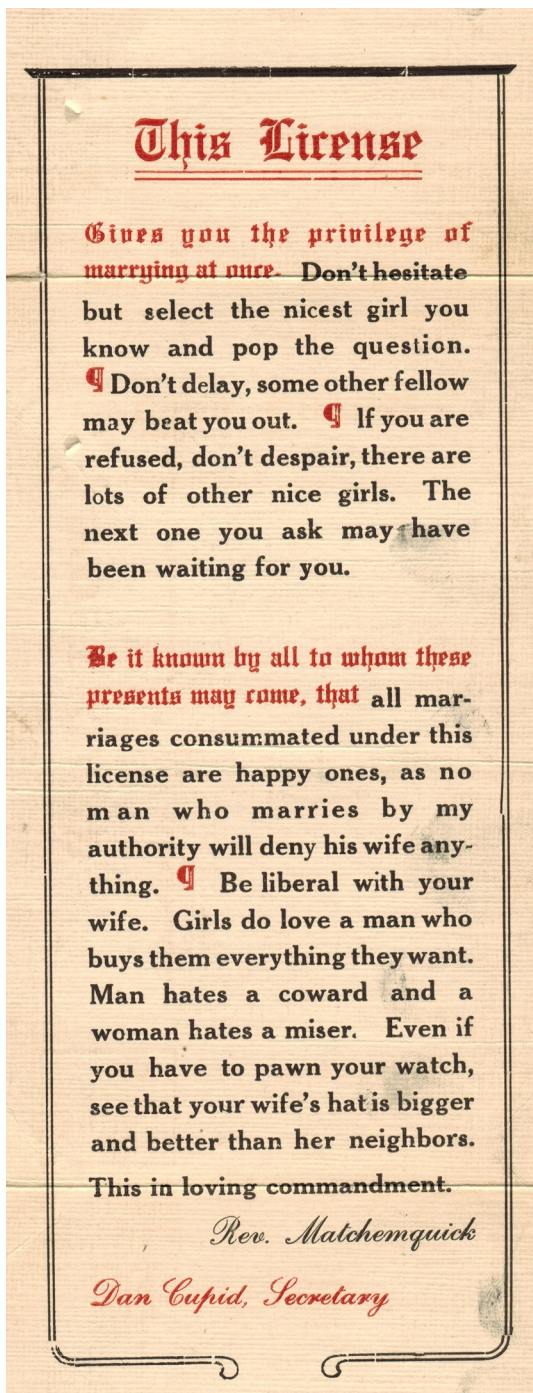 This License
Gives you the privilege of
marrying at once. Don't hesitate
but select the nicest girl you
know and pop the question.
¶ Don't delay, some other fellow
may beat you out. ¶ If you are
refused, don't despair, there are
lots of other nice girls. The
next one you ask may have
been waiting for you.
Be it known by all to whom these
presents may come, that all mar-
riages consummated under this
license are happy ones, as no
man who marries by my
authority will deny his wife any-
thing. ¶ Be liberal with your
wife. Girls do love a man who
buys them everything they want.
Man hates a coward and a
woman hates a miser. Even if
you have to pawn your watch,
see that your wife's hat is bigger
and better than her neighbors.
This in loving commandment.
Rev. Matchemquick
Dan Cupid, Secretary